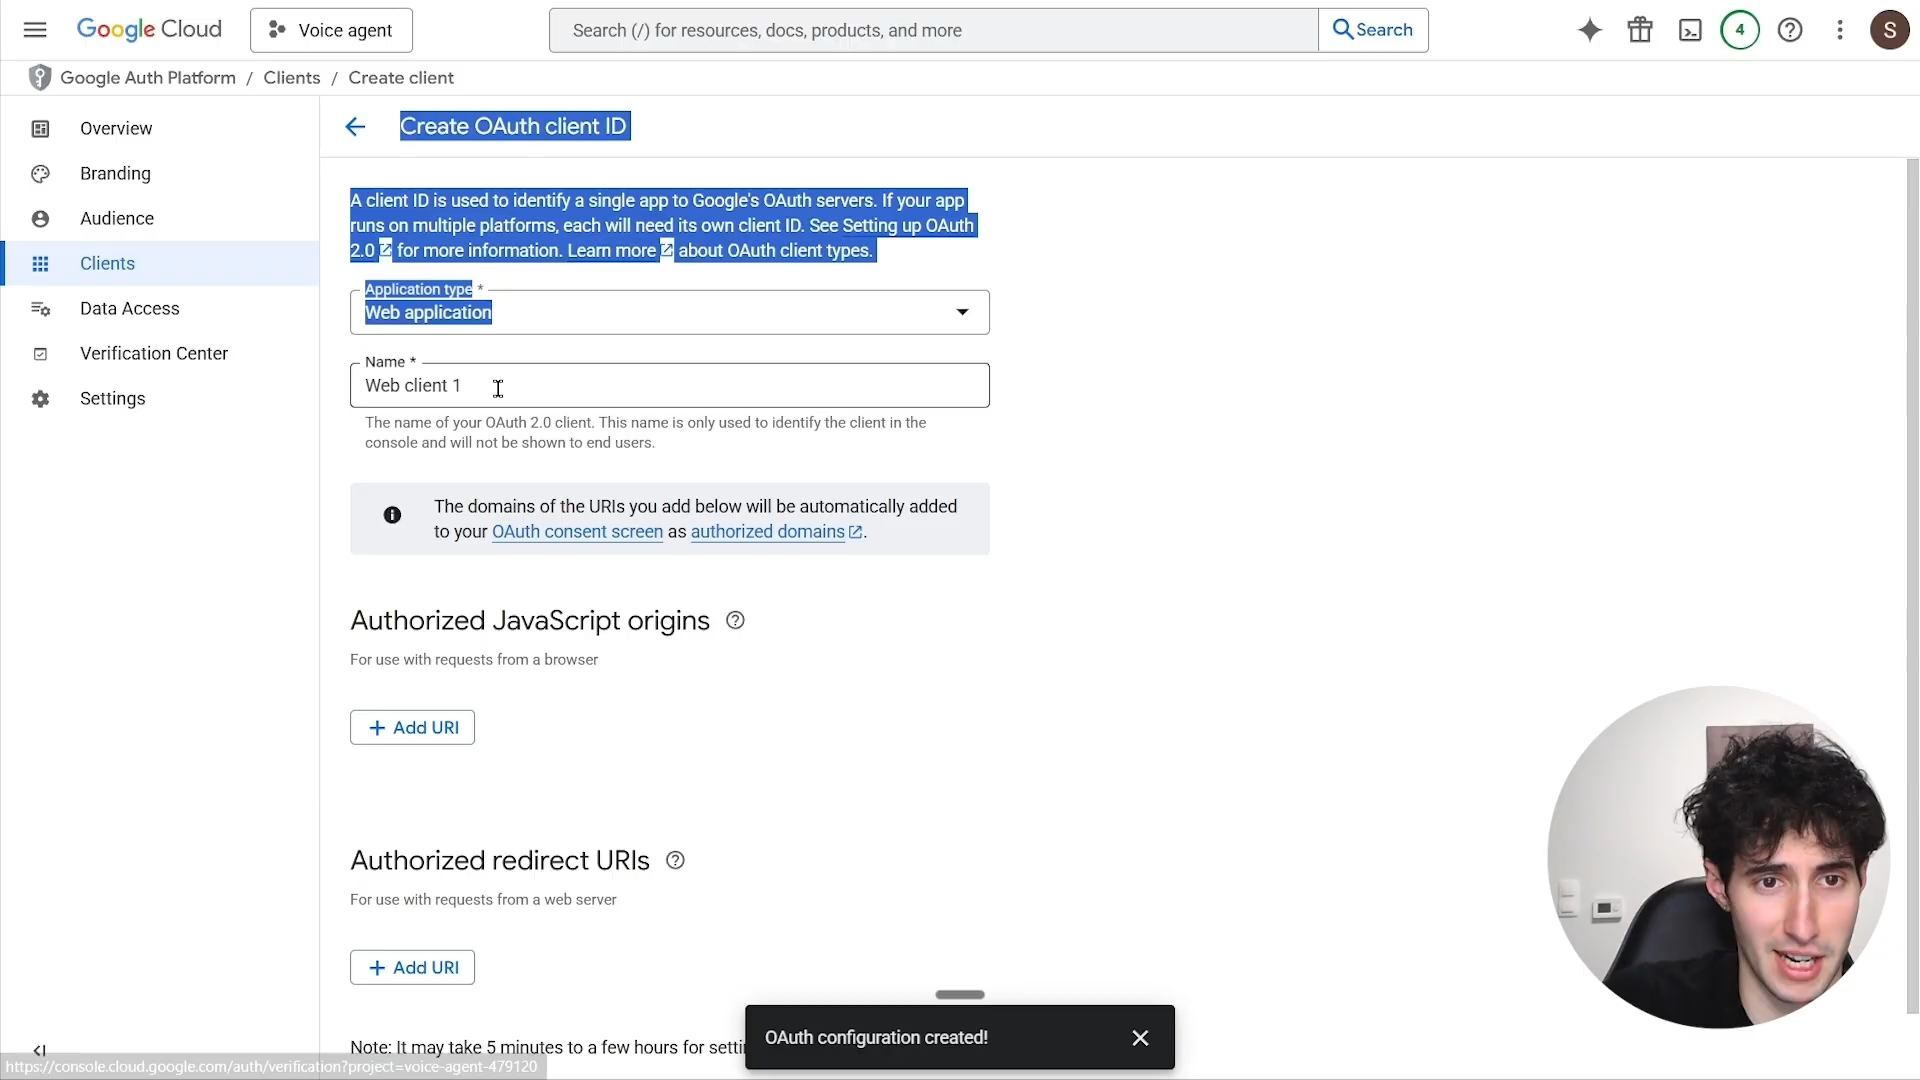 Google Cloud
Voice agent
Search (/) for resources, docs, products, and more
Search
4
S
Google Auth Platform / Clients / Create client
Overview
Branding
Audience
Clients
Data Access
Verification Center
Settings
Create OAuth client ID
A client ID is used to identify a single app to Google's OAuth servers. If your app
runs on multiple platforms, each will need its own client ID. See Setting up OAuth
2.0 for more information. Learn more about OAuth client types.
Application type *
Web application
Name *
Web client 1
The name of your OAuth 2.0 client. This name is only used to identify the client in the
console and will not be shown to end users.
The domains of the URIs you add below will be automatically added
to your OAuth consent screen as authorized domains.
Authorized JavaScript origins
For use with requests from a browser
+ Add URI
Authorized redirect URIs
For use with requests from a web server
+ Add URI
Note: It may take 5 minutes to a few hours for setti
OAuth configuration created!
https://console.cloud.google.com/auth/verification?project=voice-agent-479120